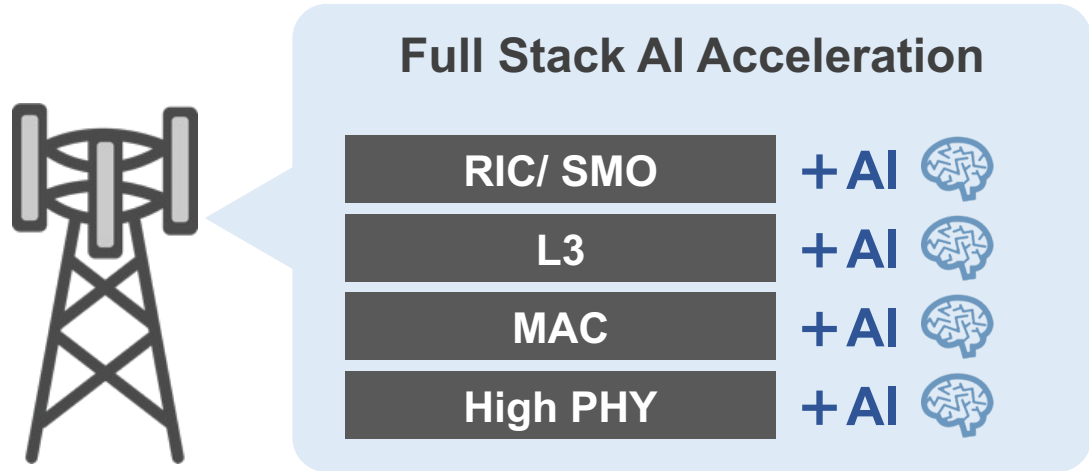 Full Stack AI Acceleration
RIC/ SMO +AI
L3 +AI
MAC +AI
High PHY +AI